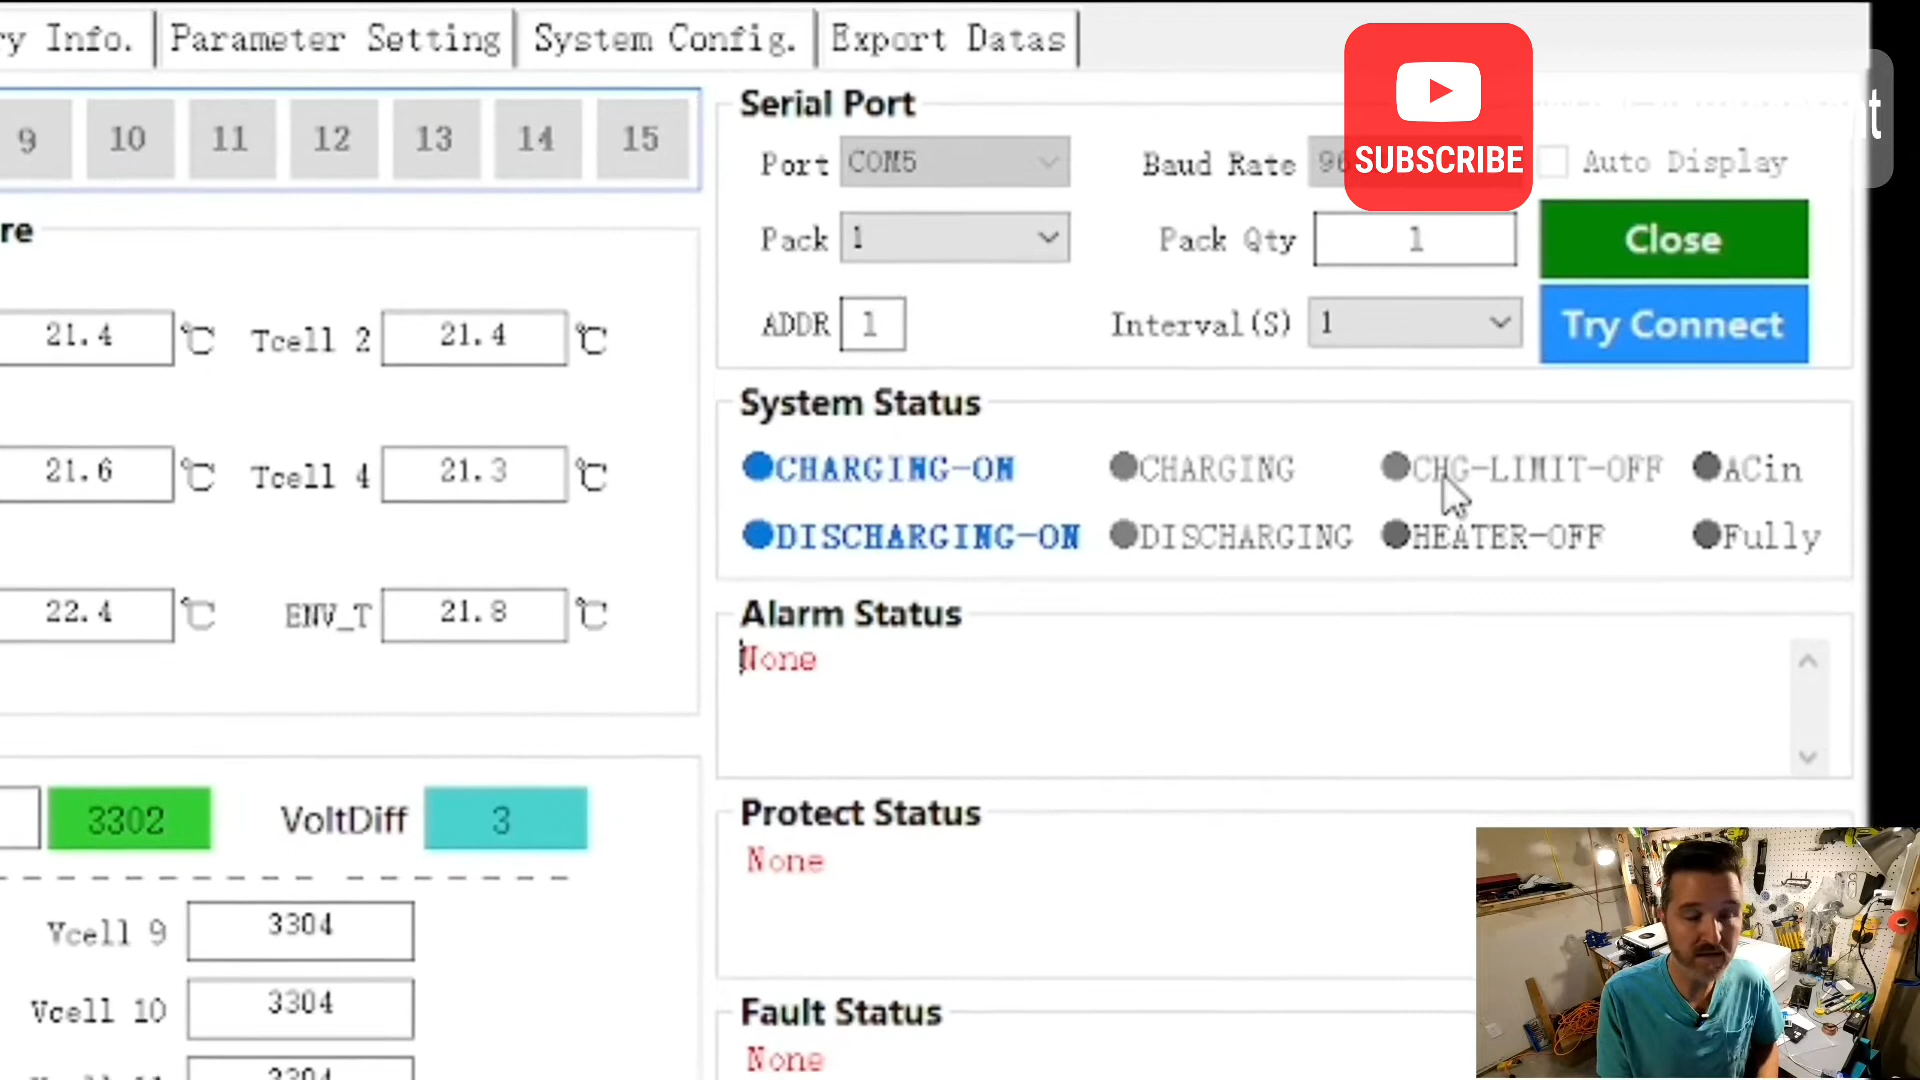 ry Info. Parameter Setting System Config. Export Datas
SUBSCRIBE
9 10 11 12 13 14 15
Serial Port
Port COM5 Baud Rate 96 Auto Display
Pack 1 Pack Qty 1 Close
ADDR 1 Interval(S) 1 Try Connect
re
21.4 ℃ Tcell 2 21.4 ℃
21.6 ℃ Tcell 4 21.3 ℃
22.4 ℃ ENV_T 21.8 ℃
System Status
CHARGING-ON CHARGING CHG-LIMIT-OFF ACin
DISCHARGING-ON DISCHARGING HEATER-OFF Fully
Alarm Status
None
3302 VoltDiff 3
Vcell 9 3304
Vcell 10 3304
3304
Protect Status
None
Fault Status
None